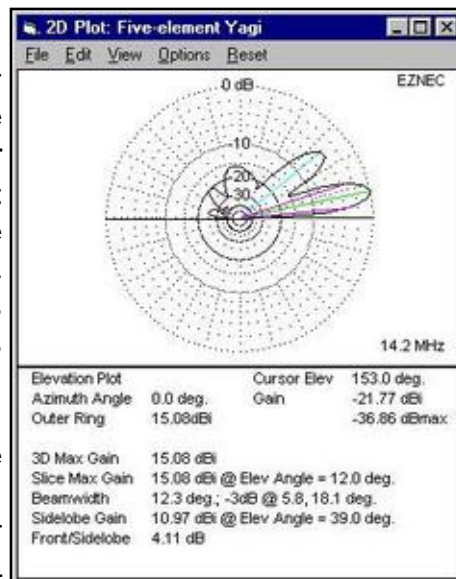 2D Plot: Five-element Yagi
File Edit View Options Reset
0 dB
EZNEC
-10
-20
-30
14.2 MHz
Elevation Plot Cursor Elev 153.0 deg.
Azimuth Angle 0.0 deg. Gain -21.77 dBi
Outer Ring 15.08dBi -36.86 dBmax
3D Max Gain 15.08 dBi
Slice Max Gain 15.08 dBi @ Elev Angle = 12.0 deg.
Beamwidth 12.3 deg.; -3dB @ 5.8, 18.1 deg.
Sidelobe Gain 10.97 dBi @ Elev Angle = 39.0 deg.
Front/Sidelobe 4.11 dB